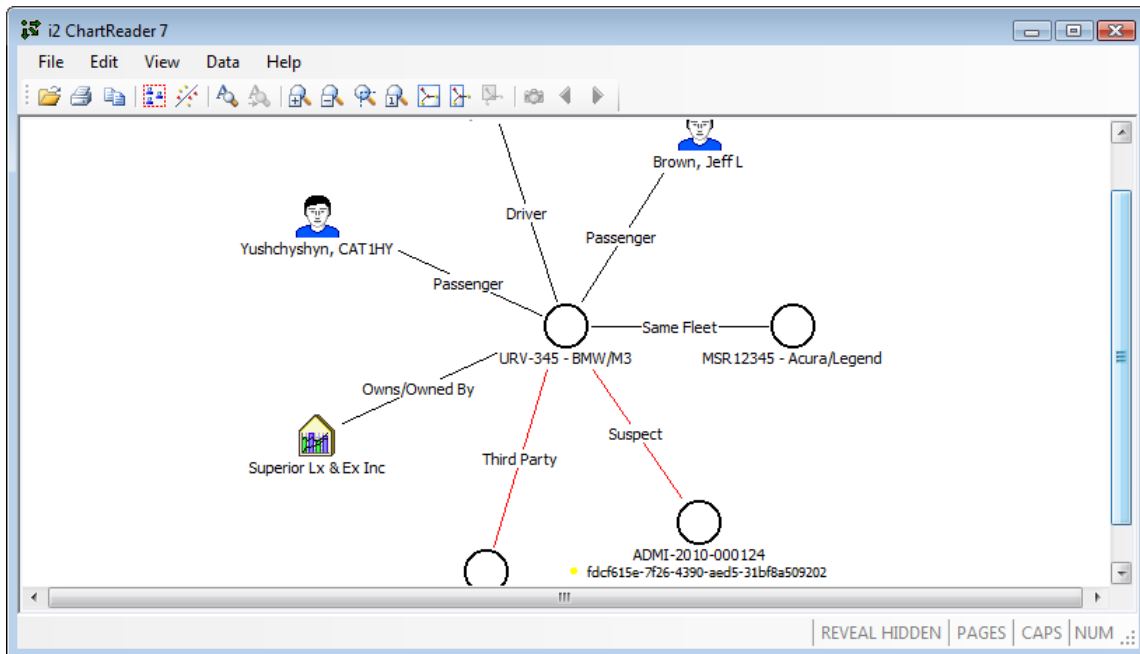 i2 ChartReader 7
File Edit View Data Help
Brown, Jeff L
Driver
Passenger
Yushchyshyn, CAT1HY
Passenger
Same Fleet
URV-345 - BMW/M3
MSR12345 - Acura/Legend
Owns/Owned By
Suspect
Third Party
Superior Lx & Ex Inc
ADMI-2010-000124
fdcf615e-7f26-4390-aed5-31bf8a509202
REVEAL HIDDEN PAGES CAPS NUM